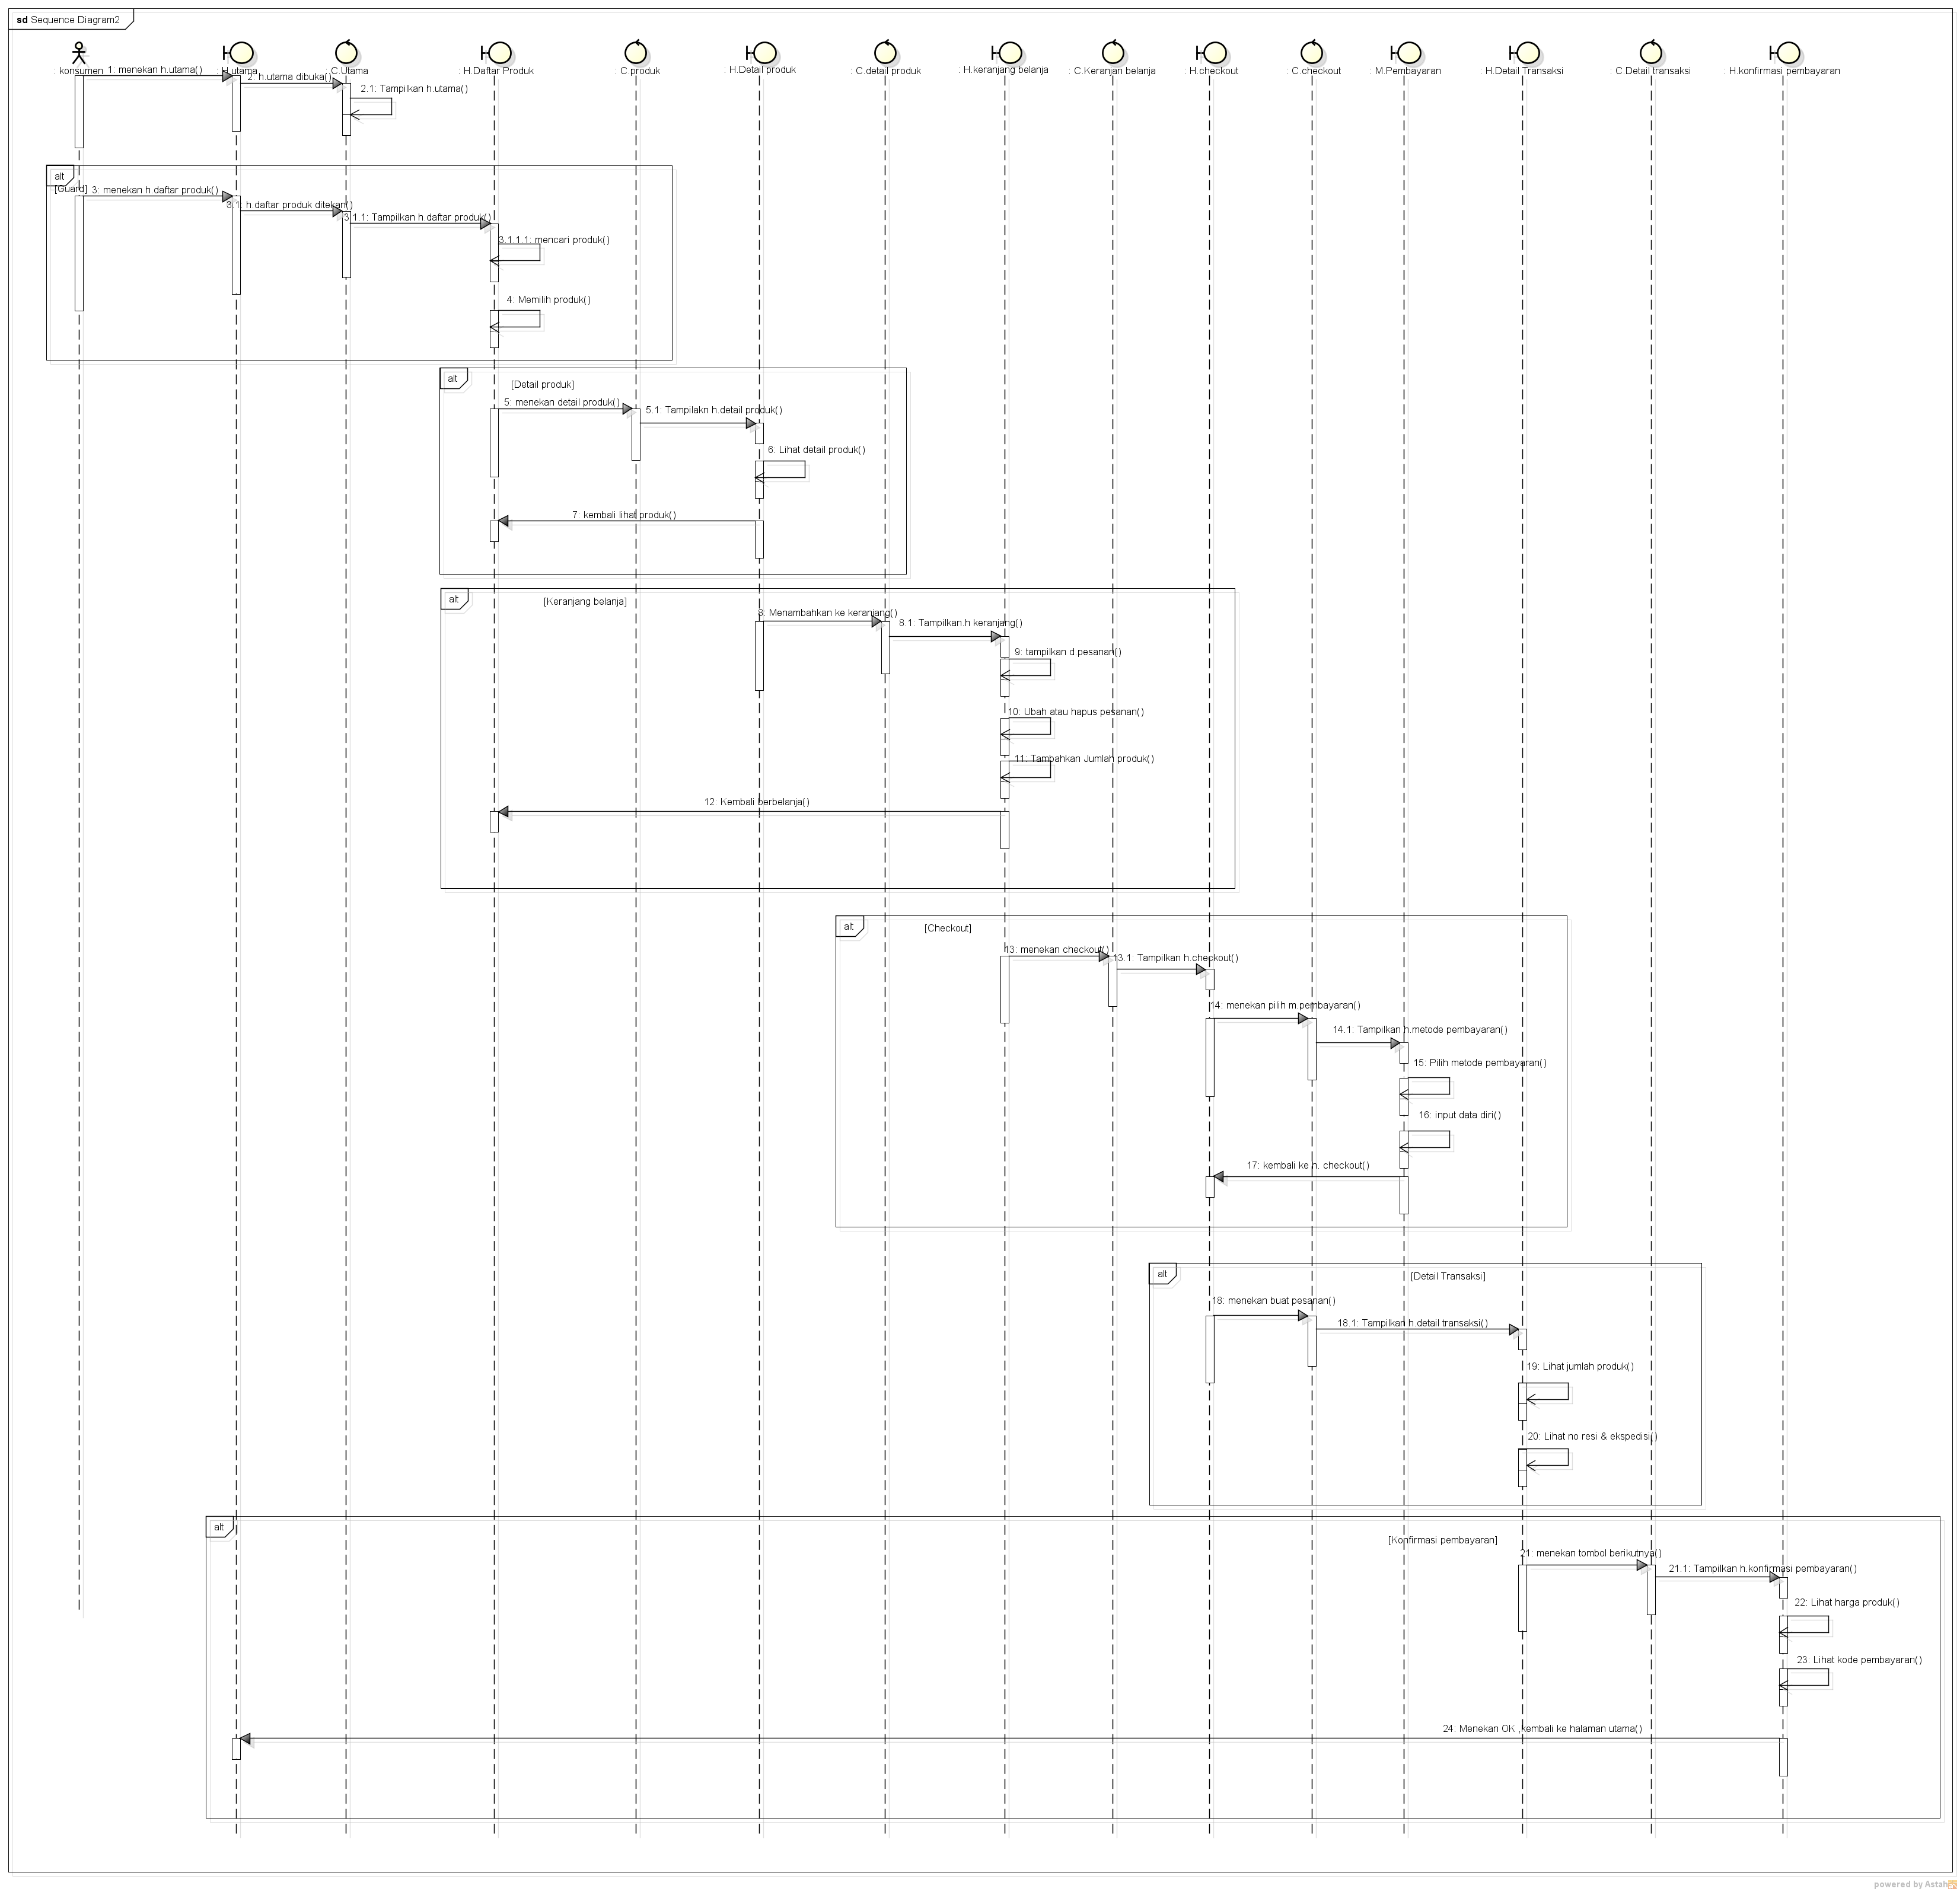 sd Sequence Diagram2
: konsumen
: H.utama
: C.Utama
: H.Daftar Produk
: C.produk
: H.Detail produk
: C.detail produk
: H.keranjang belanja
: C.Keranjan belanja
: H.checkout
: C.checkout
: M.Pembayaran
: H.Detail Transaksi
: C.Detail transaksi
: H.konfirmasi pembayaran
1: menekan h.utama()
2: h.utama dibuka()
2.1: Tampilkan h.utama()
alt
[Guard]
3: menekan h.daftar produk()
3.1: h.daftar produk ditekan()
3.1.1: Tampilkan h.daftar produk()
3.1.1.1: mencari produk()
4: Memilih produk()
alt
[Detail produk]
5: menekan detail produk()
5.1: Tampilakn h.detail produk()
6: Lihat detail produk()
7: kembali lihat produk()
alt
[Keranjang belanja]
8: Menambahkan ke keranjang()
8.1: Tampilkan.h keranjang()
9: tampilkan d.pesanan()
10: Ubah atau hapus pesanan()
11: Tambahkan Jumlah produk()
12: Kembali berbelanja()
alt
[Checkout]
13: menekan checkout()
13.1: Tampilkan h.checkout()
14: menekan pilih m.pembayaran()
14.1: Tampilkan h.metode pembayaran()
15: Pilih metode pembayaran()
16: input data diri()
17: kembali ke h. checkout()
alt
[Detail Transaksi]
18: menekan buat pesanan()
18.1: Tampilkan h.detail transaksi()
19: Lihat jumlah produk()
20: Lihat no resi & ekspedisi()
alt
[Konfirmasi pembayaran]
21: menekan tombol berikutnya()
21.1: Tampilkan h.konfirmasi pembayaran()
22: Lihat harga produk()
23: Lihat kode pembayaran()
24: Menekan OK ,kembali ke halaman utama()
powered by Astah